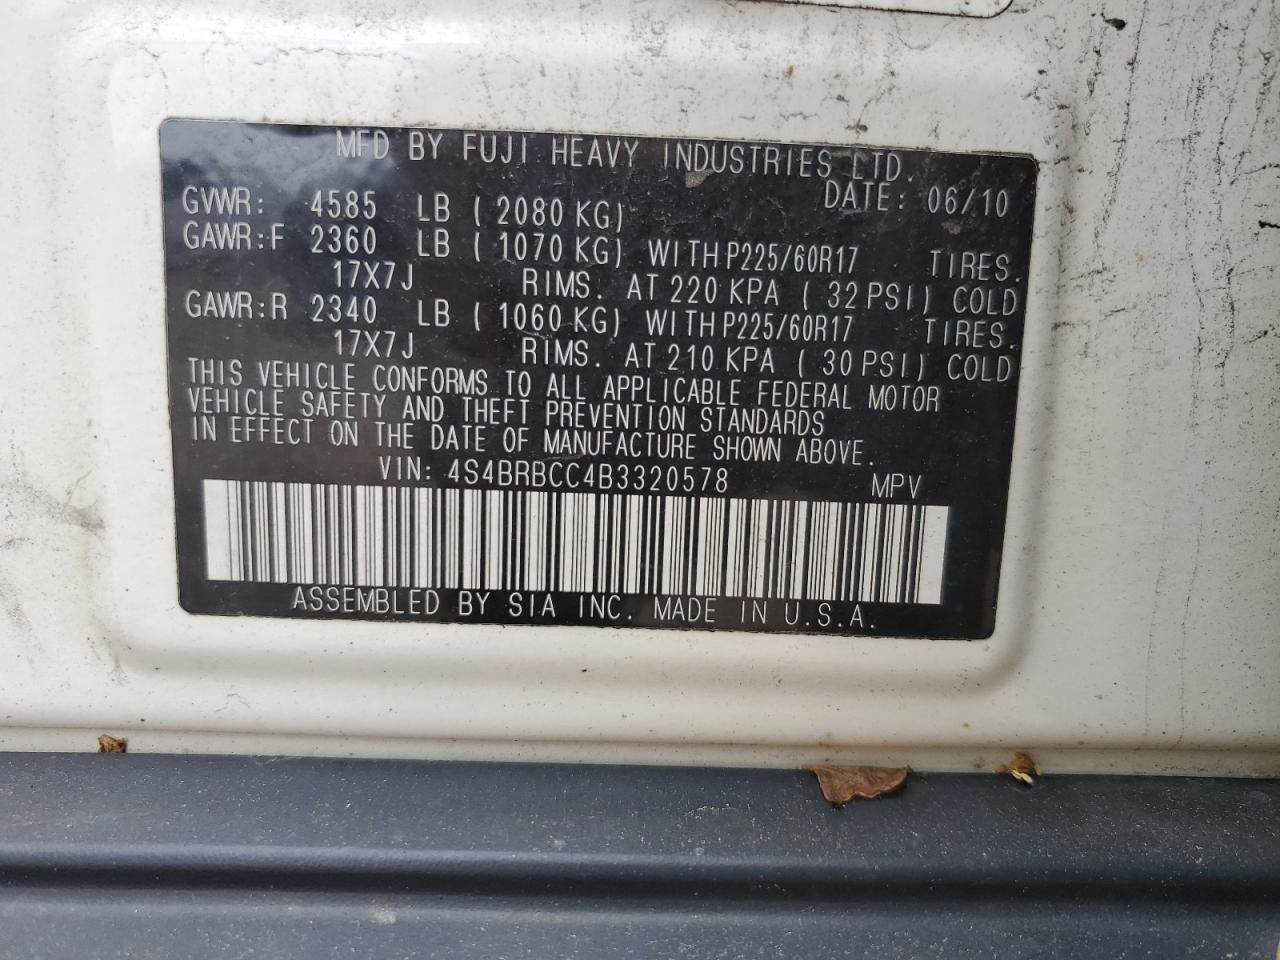 MFD BY FUJI HEAVY INDUSTRIES LTD.
DATE: 06/10
GVWR: 4585 LB ( 2080 KG)
GAWR:F 2360 LB ( 1070 KG) WITH P225/60R17 TIRES.
17X7J RIMS. AT 220 KPA ( 32 PSI) COLD
GAWR:R 2340 LB ( 1060 KG) WITH P225/60R17 TIRES.
17X7J RIMS. AT 210 KPA ( 30 PSI) COLD
THIS VEHICLE CONFORMS TO ALL APPLICABLE FEDERAL MOTOR
VEHICLE SAFETY AND THEFT PREVENTION STANDARDS
IN EFFECT ON THE DATE OF MANUFACTURE SHOWN ABOVE.
VIN: 4S4BRBCC4B3320578 MPV
ASSEMBLED BY SIA INC. MADE IN U.S.A.